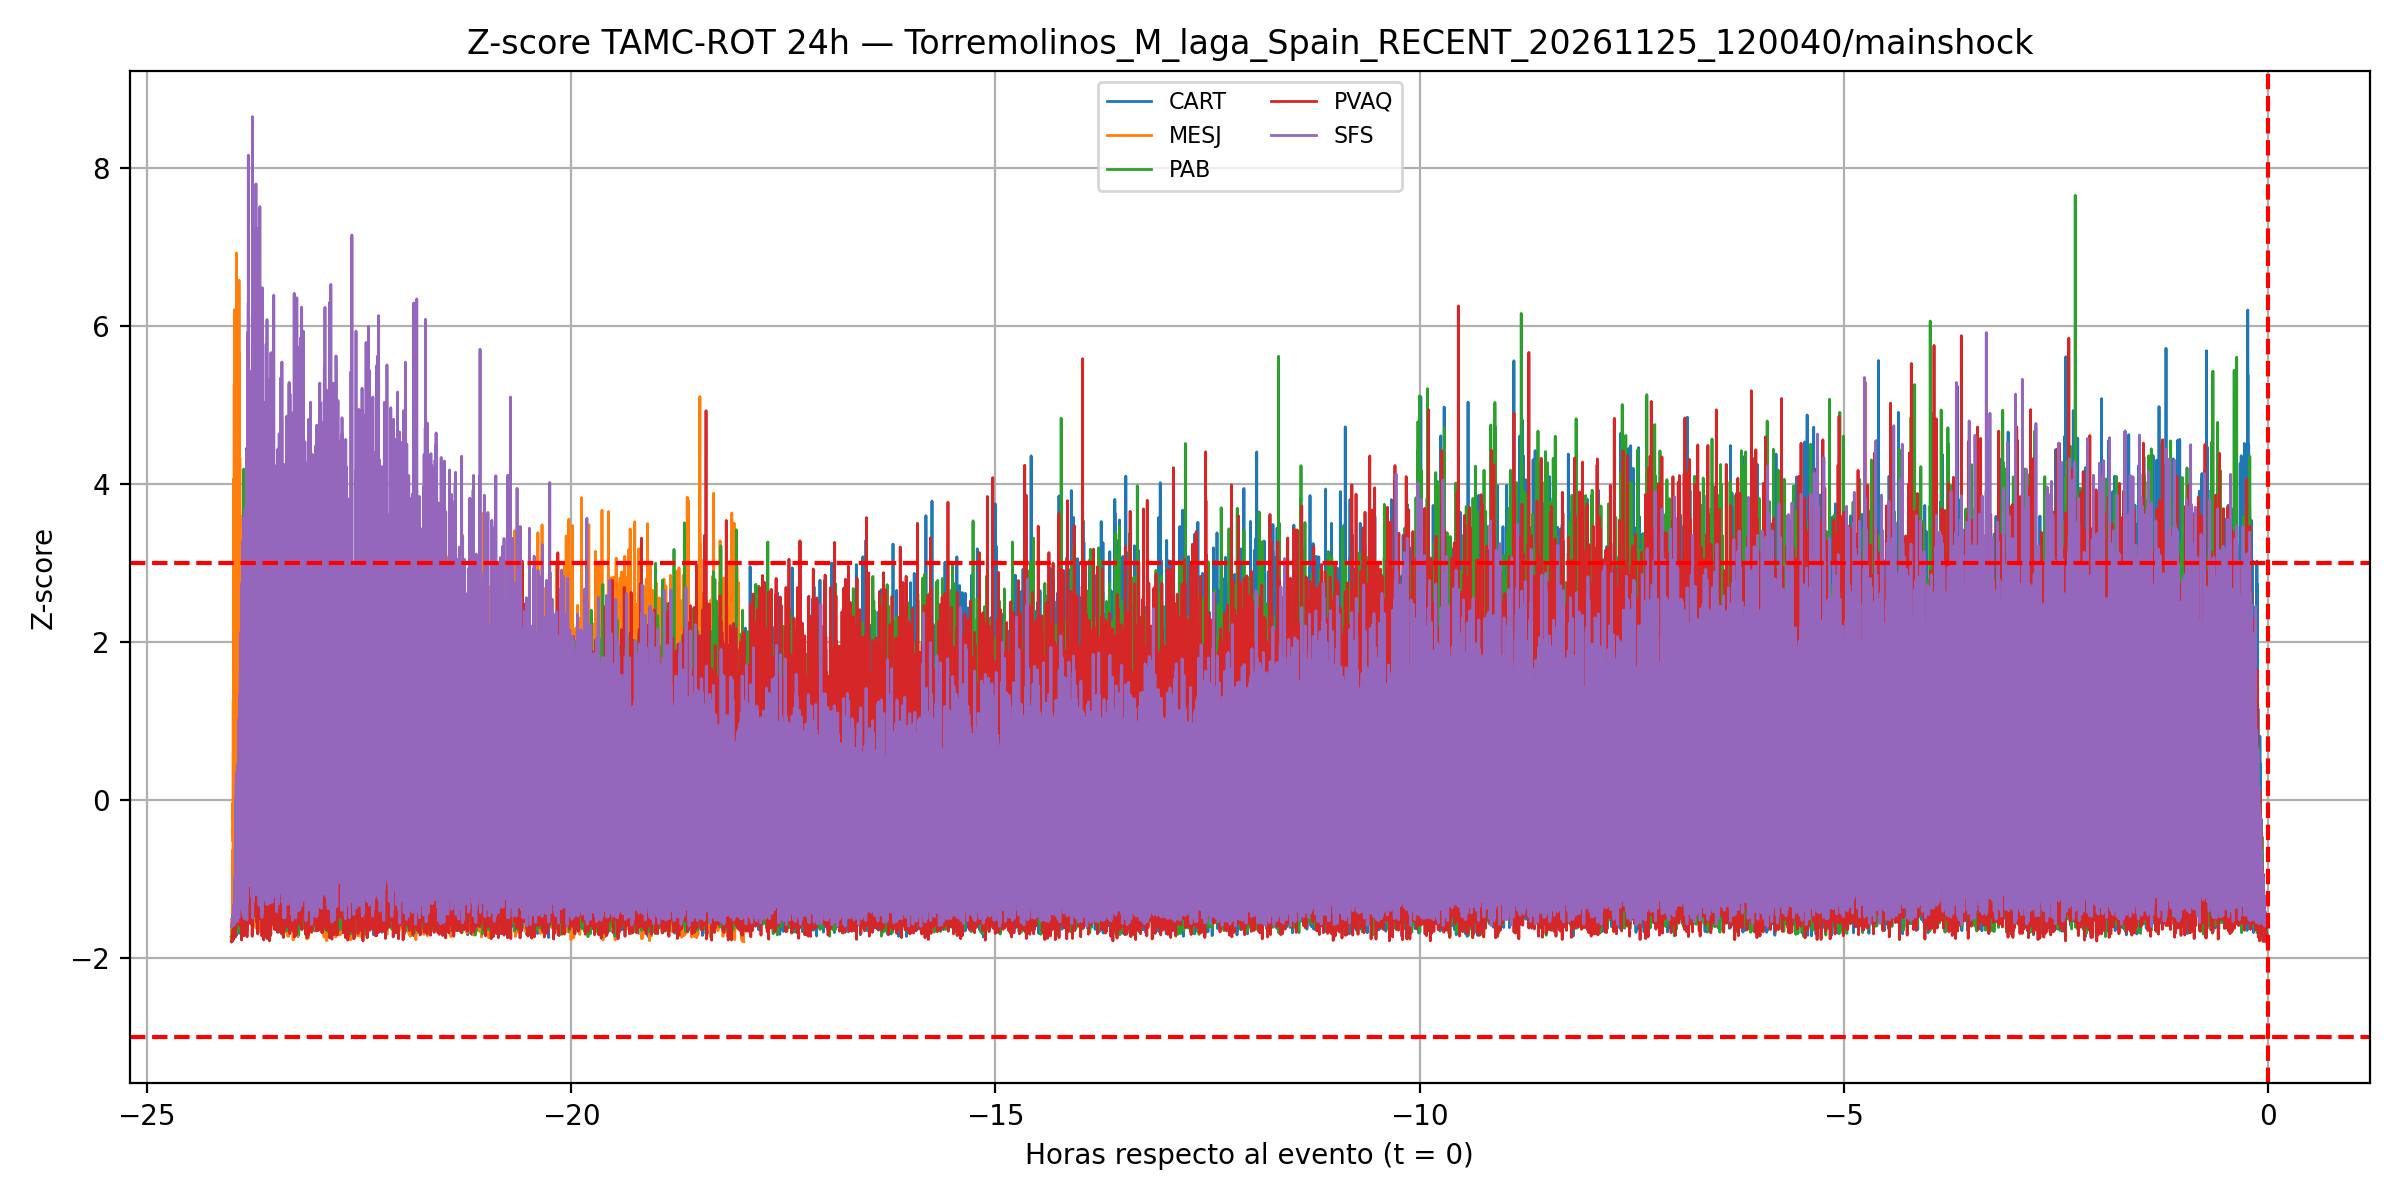 Z-score TAMC-ROT 24h — Torremolinos_M_laga_Spain_RECENT_20261125_120040/mainshock
CART
MESJ
PAB
PVAQ
SFS
Z-score
8
6
4
2
0
−2
−25
−20
−15
−10
−5
0
Horas respecto al evento (t = 0)